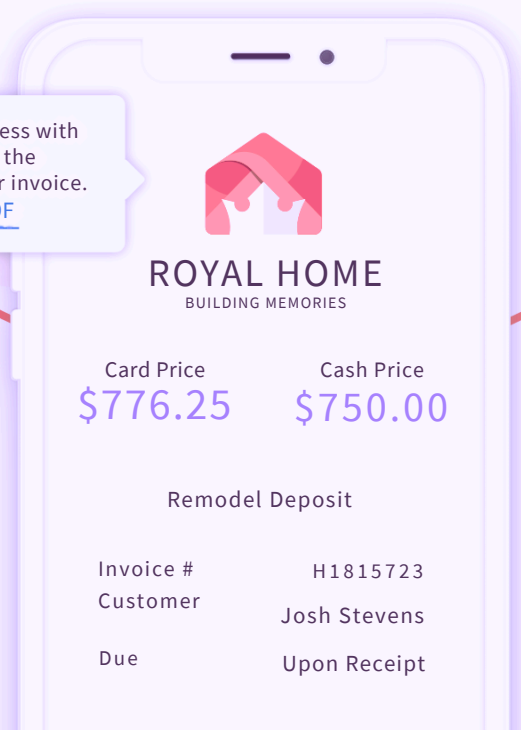 ess with
the
r invoice.
DF
ROYAL HOME
BUILDING MEMORIES
Card Price Cash Price
$776.25 $750.00
Remodel Deposit
Invoice # H1815723
Customer Josh Stevens
Due Upon Receipt